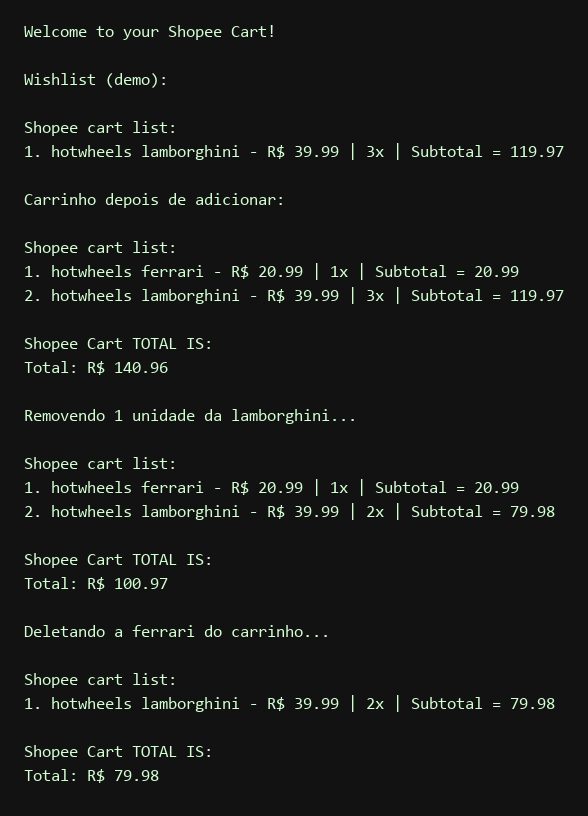 Welcome to your Shopee Cart!
Wishlist (demo):
Shopee cart list:
1. hotwheels lamborghini - R$ 39.99 | 3x | Subtotal = 119.97
Carrinho depois de adicionar:
Shopee cart list:
1. hotwheels ferrari - R$ 20.99 | 1x | Subtotal = 20.99
2. hotwheels lamborghini - R$ 39.99 | 3x | Subtotal = 119.97
Shopee Cart TOTAL IS:
Total: R$ 140.96
Removendo 1 unidade da lamborghini...
Shopee cart list:
1. hotwheels ferrari - R$ 20.99 | 1x | Subtotal = 20.99
2. hotwheels lamborghini - R$ 39.99 | 2x | Subtotal = 79.98
Shopee Cart TOTAL IS:
Total: R$ 100.97
Deletando a ferrari do carrinho...
Shopee cart list:
1. hotwheels lamborghini - R$ 39.99 | 2x | Subtotal = 79.98
Shopee Cart TOTAL IS:
Total: R$ 79.98